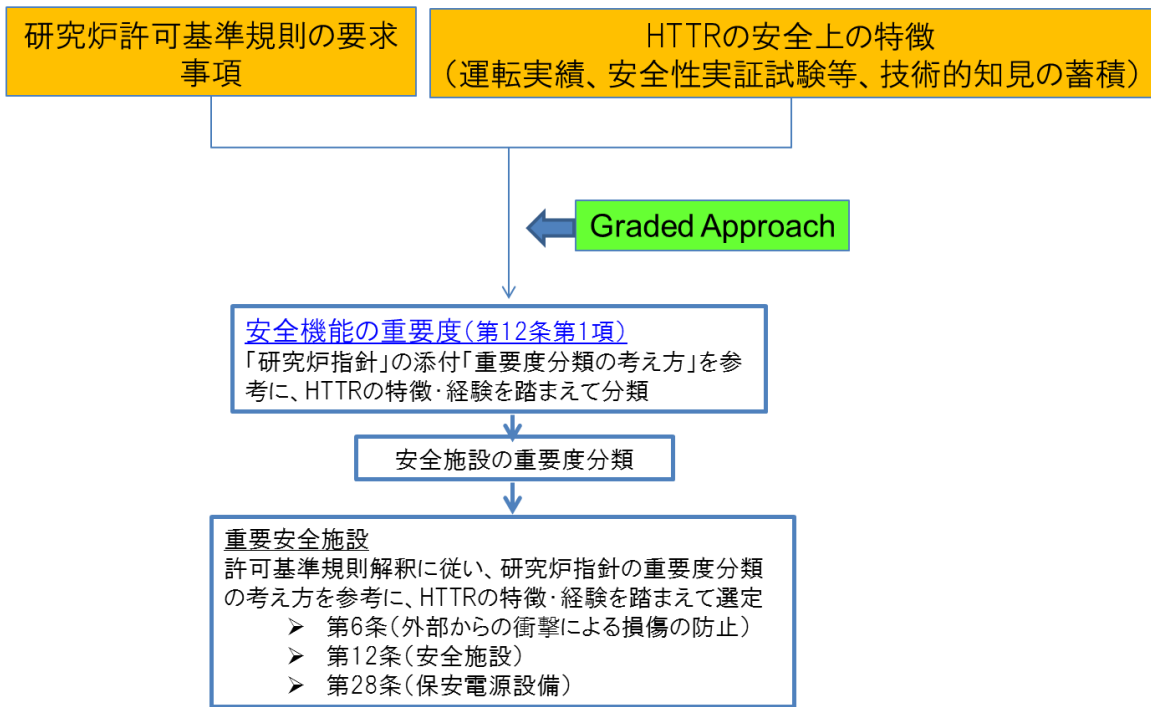 研究炉許可基準規則の要求
事項
HTTRの安全上の特徴
（運転実績、安全性実証試験等、技術的知見の蓄積）
Graded Approach
安全機能の重要度（第12条第1項）
「研究炉指針」の添付「重要度分類の考え方」を参
考に、HTTRの特徴・経験を踏まえて分類
安全施設の重要度分類
重要安全施設
許可基準規則解釈に従い、研究炉指針の重要度分類
の考え方を参考に、HTTRの特徴・経験を踏まえて選定
➢ 第6条（外部からの衝撃による損傷の防止）
➢ 第12条（安全施設）
➢ 第28条（保安電源設備）